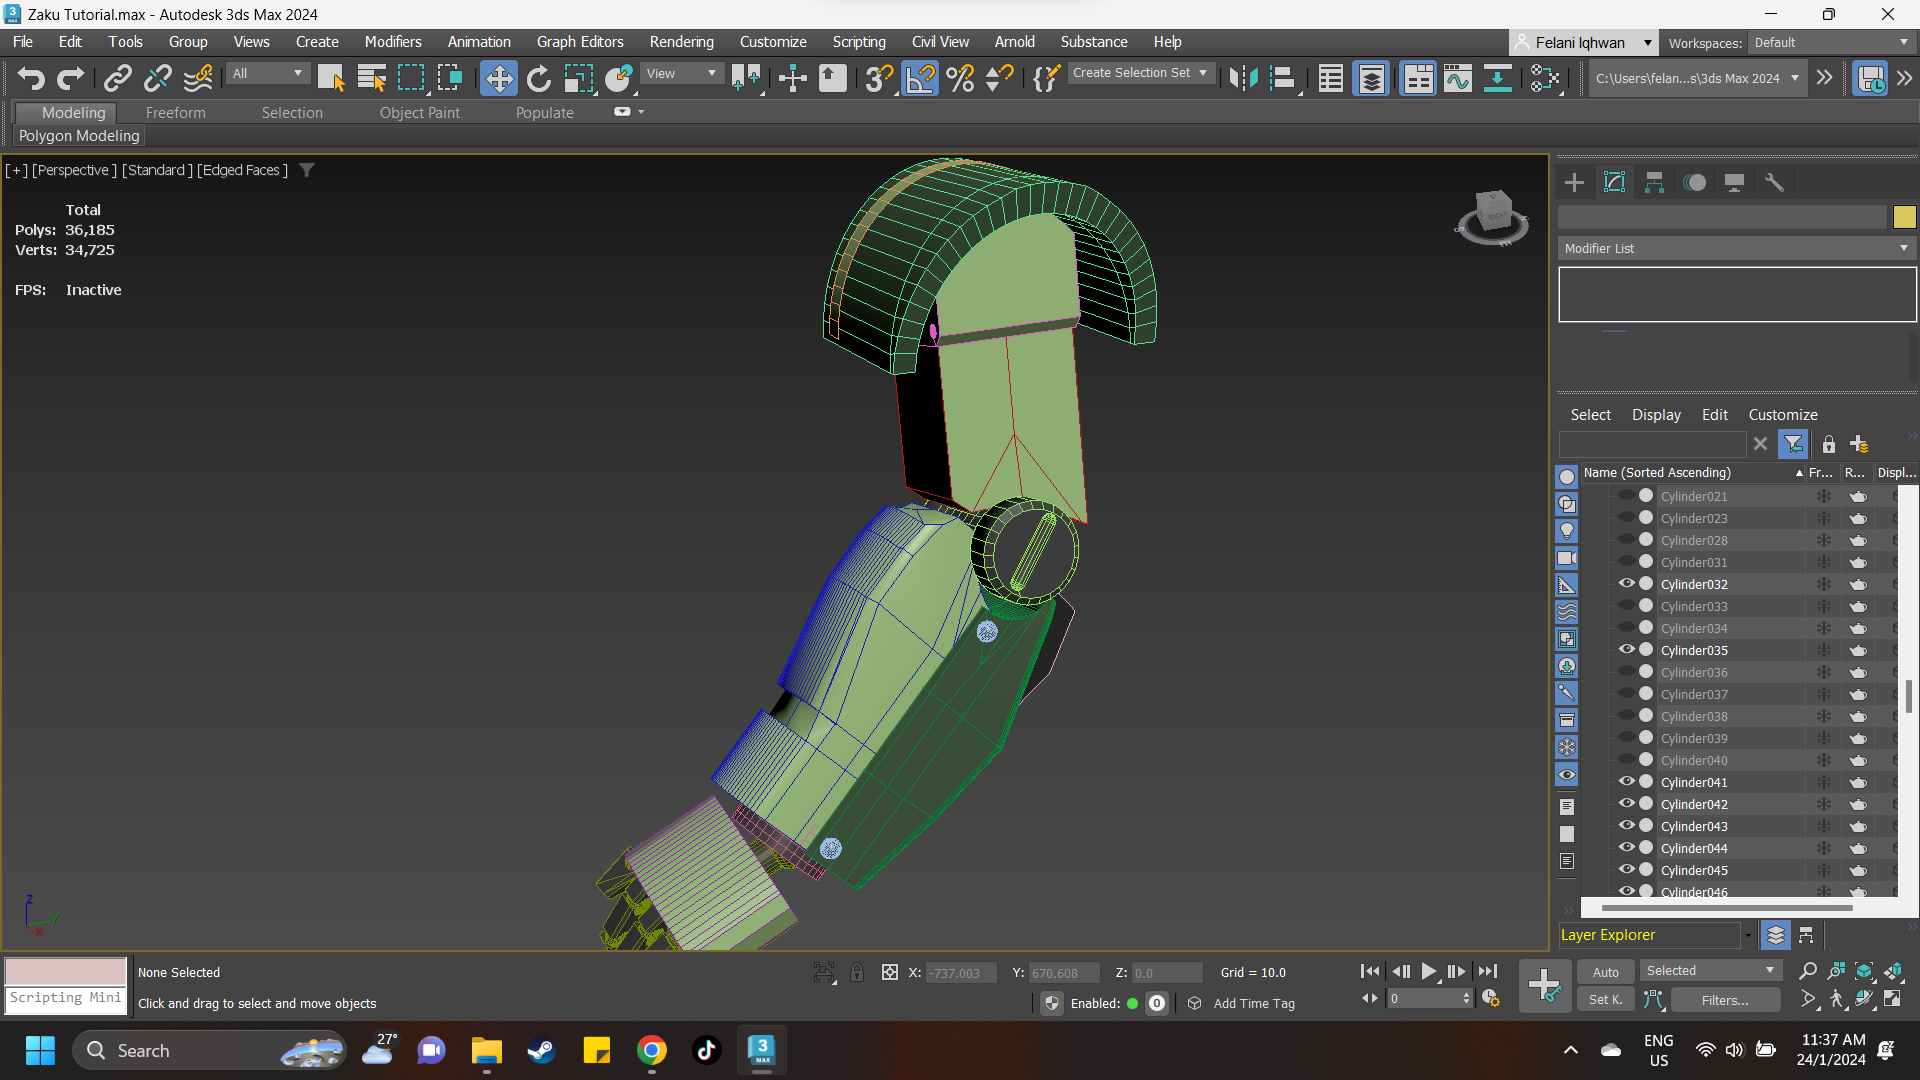 Zaku Tutorial.max - Autodesk 3ds Max 2024
File Edit Tools Group Views Create Modifiers Animation Graph Editors Rendering Customize Scripting Civil View Arnold Substance Help
Felani Iqhwan
Workspaces: Default
All
View
Create Selection Set
C:\Users\felan...s\3ds Max 2024
Modeling Freeform Selection Object Paint Populate
Polygon Modeling
[+] [Perspective ] [Standard ] [Edged Faces ]
Total
Polys: 36,185
Verts: 34,725
FPS: Inactive
RIGHT
Modifier List
Select Display Edit Customize
Name (Sorted Ascending) Fr... R... Displ...
Cylinder021
Cylinder023
Cylinder028
Cylinder031
Cylinder032
Cylinder033
Cylinder034
Cylinder035
Cylinder036
Cylinder037
Cylinder038
Cylinder039
Cylinder040
Cylinder041
Cylinder042
Cylinder043
Cylinder044
Cylinder045
Cylinder046
Layer Explorer
z
y
x
Scripting Mini
None Selected
Click and drag to select and move objects
X: -737.003 Y: 670.608 Z: 0.0 Grid = 10.0
Enabled: 0 Add Time Tag
0
Auto Selected
Set K. Filters...
Search
27°
3
MAX
ENG
US
11:37 AM
24/1/2024